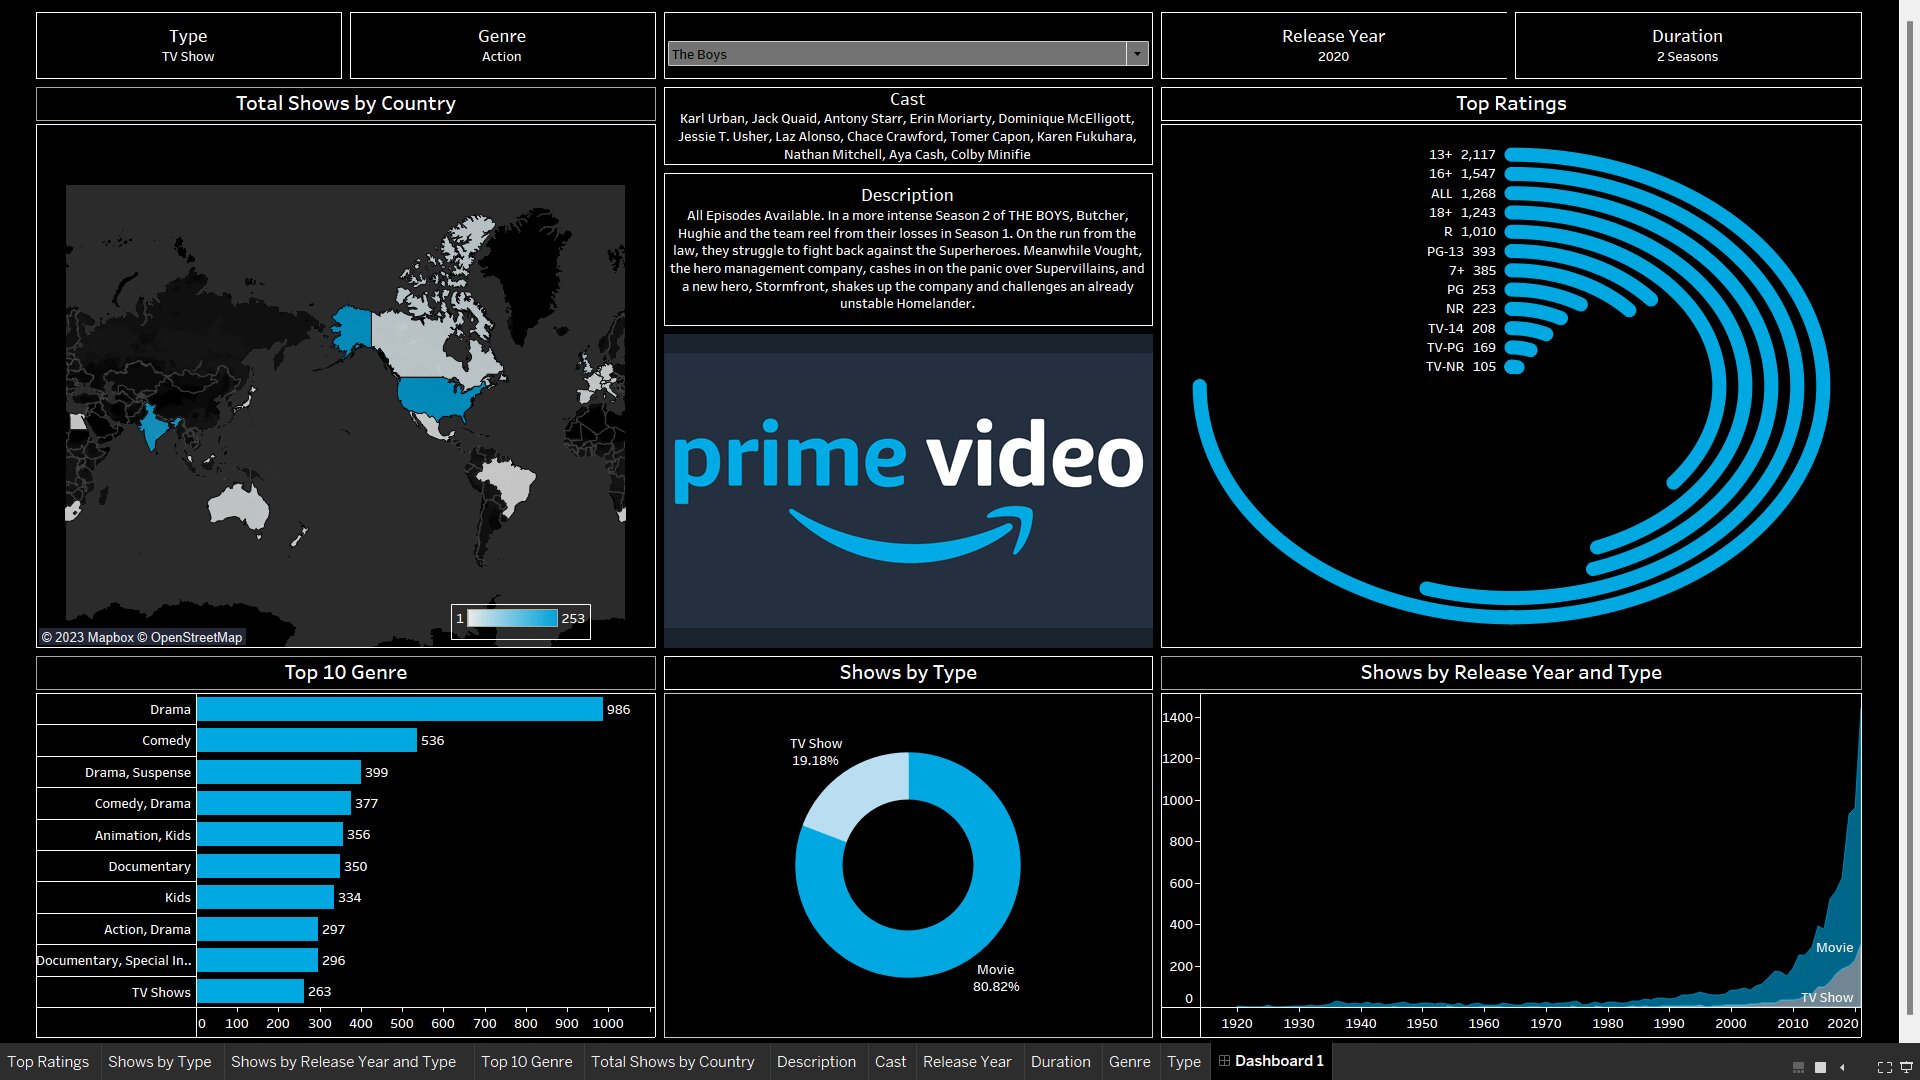 Type
TV Show
Genre
Action
The Boys
Release Year
2020
Duration
2 Seasons
Total Shows by Country
© 2023 Mapbox © OpenStreetMap
1 253
Cast
Karl Urban, Jack Quaid, Antony Starr, Erin Moriarty, Dominique McElligott,
Jessie T. Usher, Laz Alonso, Chace Crawford, Tomer Capon, Karen Fukuhara,
Nathan Mitchell, Aya Cash, Colby Minifie
Description
All Episodes Available. In a more intense Season 2 of THE BOYS, Butcher,
Hughie and the team reel from their losses in Season 1. On the run from the
law, they struggle to fight back against the Superheroes. Meanwhile Vought,
the hero management company, cashes in on the panic over Supervillains, and
a new hero, Stormfront, shakes up the company and challenges an already
unstable Homelander.
prime video
Top Ratings
13+ 2,117
16+ 1,547
ALL 1,268
18+ 1,243
R 1,010
PG-13 393
7+ 385
PG 253
NR 223
TV-14 208
TV-PG 169
TV-NR 105
Top 10 Genre
Drama 986
Comedy 536
Drama, Suspense 399
Comedy, Drama 377
Animation, Kids 356
Documentary 350
Kids 334
Action, Drama 297
Documentary, Special In.. 296
TV Shows 263
0 100 200 300 400 500 600 700 800 900 1000
Shows by Type
TV Show
19.18%
Movie
80.82%
Shows by Release Year and Type
1400
1200
1000
800
600
400
200
0
Movie
TV Show
1920 1930 1940 1950 1960 1970 1980 1990 2000 2010 2020
Top Ratings Shows by Type Shows by Release Year and Type Top 10 Genre Total Shows by Country Description Cast Release Year Duration Genre Type Dashboard 1